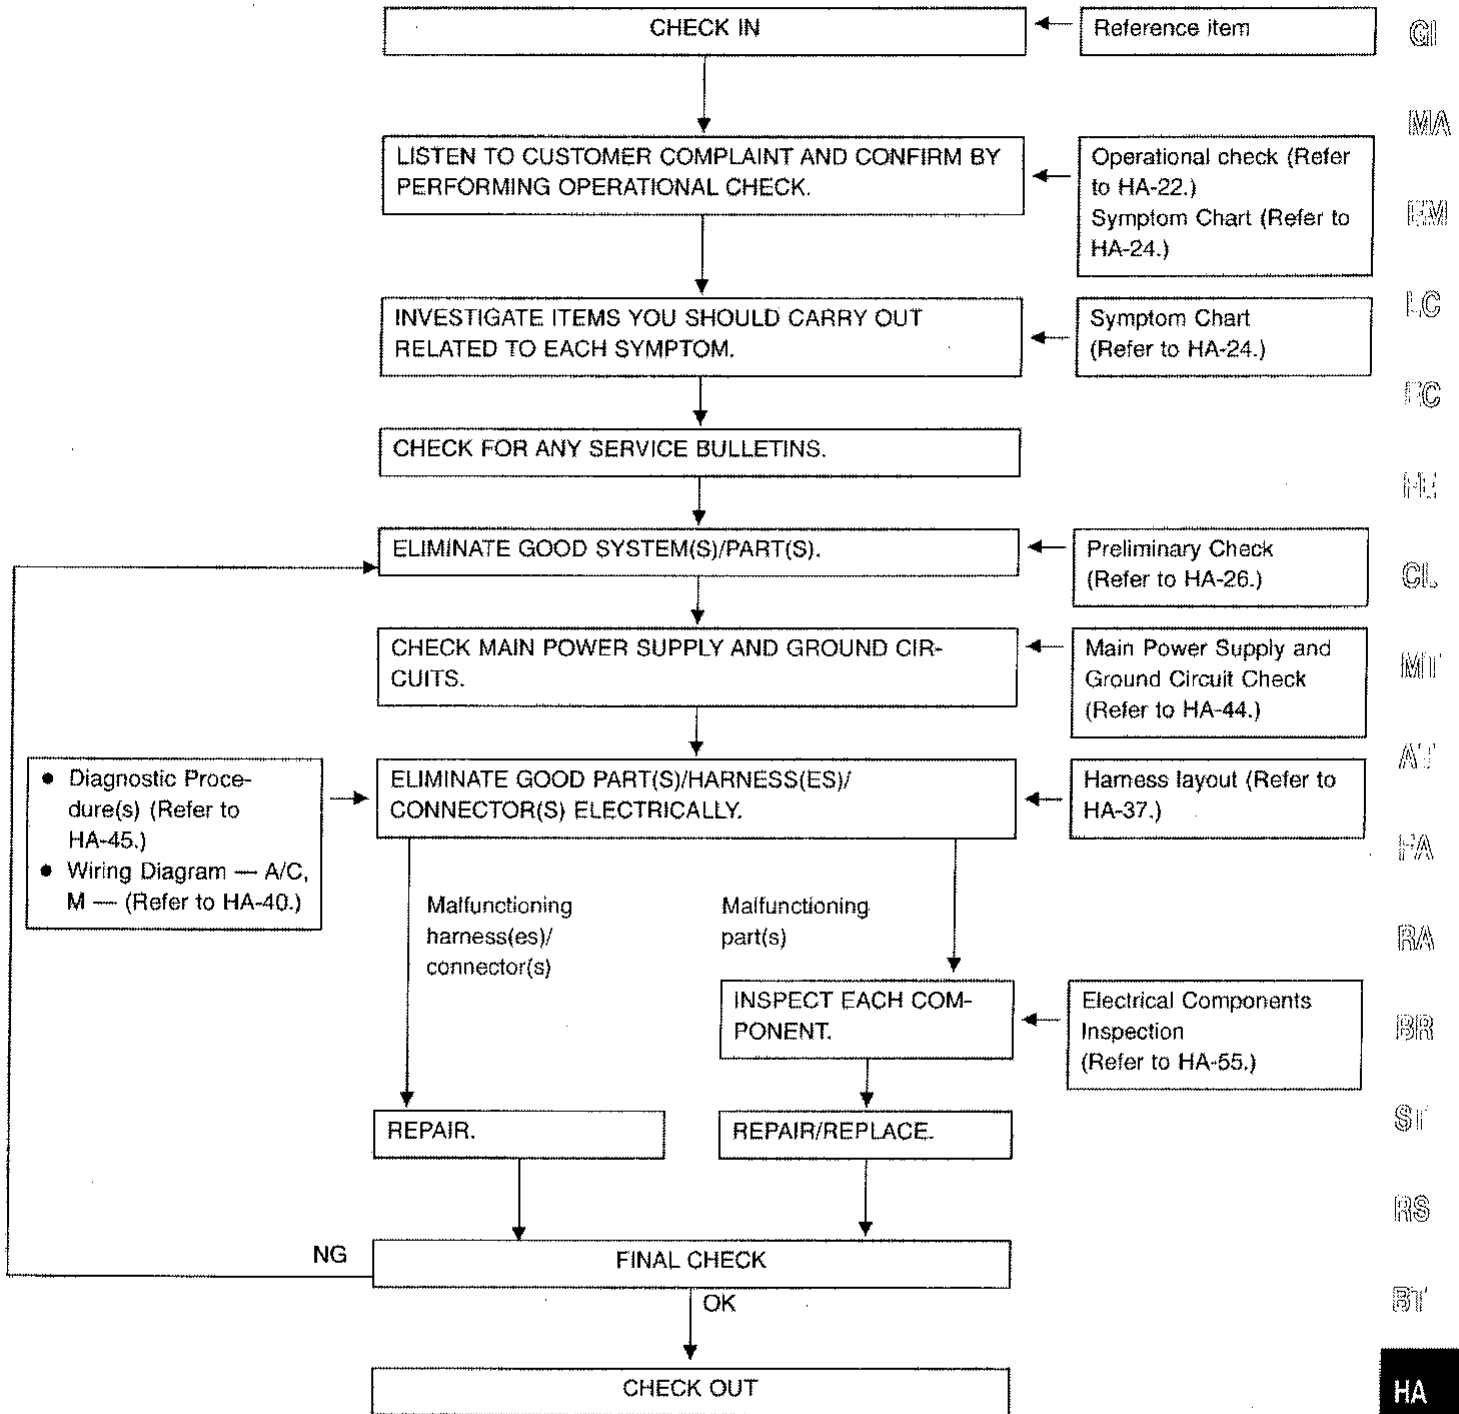 CHECK IN
Reference item
LISTEN TO CUSTOMER COMPLAINT AND CONFIRM BY
PERFORMING OPERATIONAL CHECK.
Operational check (Refer
to HA-22.)
Symptom Chart (Refer to
HA-24.)
INVESTIGATE ITEMS YOU SHOULD CARRY OUT
RELATED TO EACH SYMPTOM.
Symptom Chart
(Refer to HA-24.)
CHECK FOR ANY SERVICE BULLETINS.
ELIMINATE GOOD SYSTEM(S)/PART(S).
Preliminary Check
(Refer to HA-26.)
CHECK MAIN POWER SUPPLY AND GROUND CIR-
CUITS.
Main Power Supply and
Ground Circuit Check
(Refer to HA-44.)
● Diagnostic Proce-
dure(s) (Refer to
HA-45.)
● Wiring Diagram — A/C,
M — (Refer to HA-40.)
ELIMINATE GOOD PART(S)/HARNESS(ES)/
CONNECTOR(S) ELECTRICALLY.
Harness layout (Refer to
HA-37.)
Malfunctioning
harness(es)/
connector(s)
Malfunctioning
part(s)
INSPECT EACH COM-
PONENT.
Electrical Components
Inspection
(Refer to HA-55.)
REPAIR.
REPAIR/REPLACE.
NG
FINAL CHECK
OK
CHECK OUT
GI
MA
EM
LC
EC
FE
CL
MT
AT
FA
RA
BR
ST
RS
BT
HA